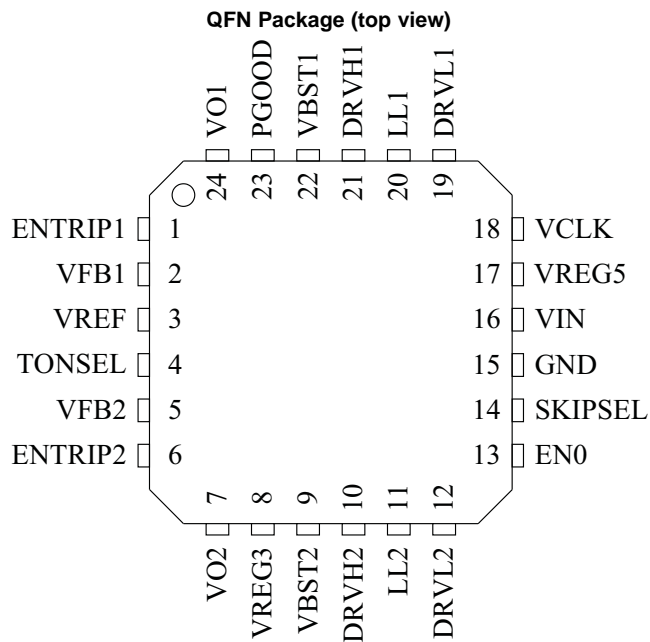 QFN Package (top view)
VO1
PGOOD
VBST1
DRVH1
LL1
DRVL1
24
23
22
21
20
19
ENTRIP1 1
VFB1 2
VREF 3
TONSEL 4
VFB2 5
ENTRIP2 6
18 VCLK
17 VREG5
16 VIN
15 GND
14 SKIPSEL
13 EN0
7
8
9
10
11
12
VO2
VREG3
VBST2
DRVH2
LL2
DRVL2